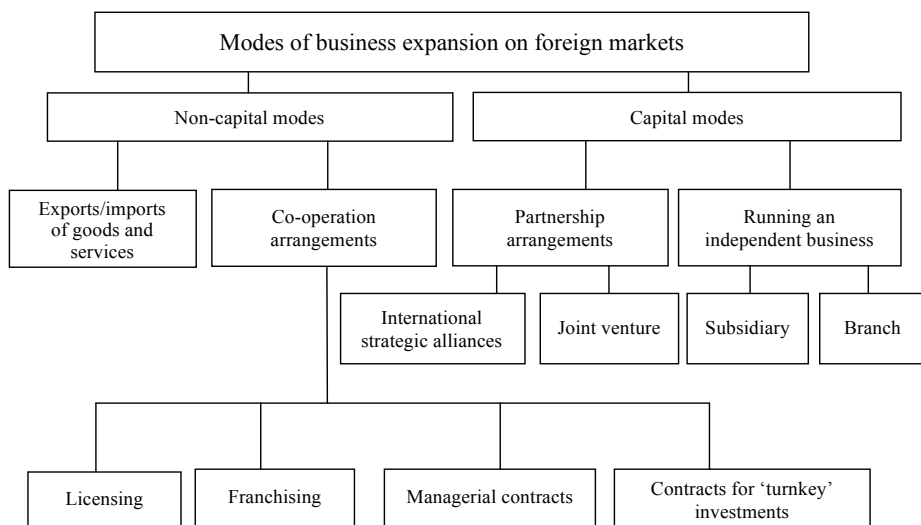 Modes of business expansion on foreign markets
Non-capital modes
Capital modes
Exports/imports
of goods and
services
Co-operation
arrangements
Partnership
arrangements
Running an
independent business
International
strategic alliances
Joint venture
Subsidiary
Branch
Licensing
Franchising
Managerial contracts
Contracts for ‘turnkey’
investments